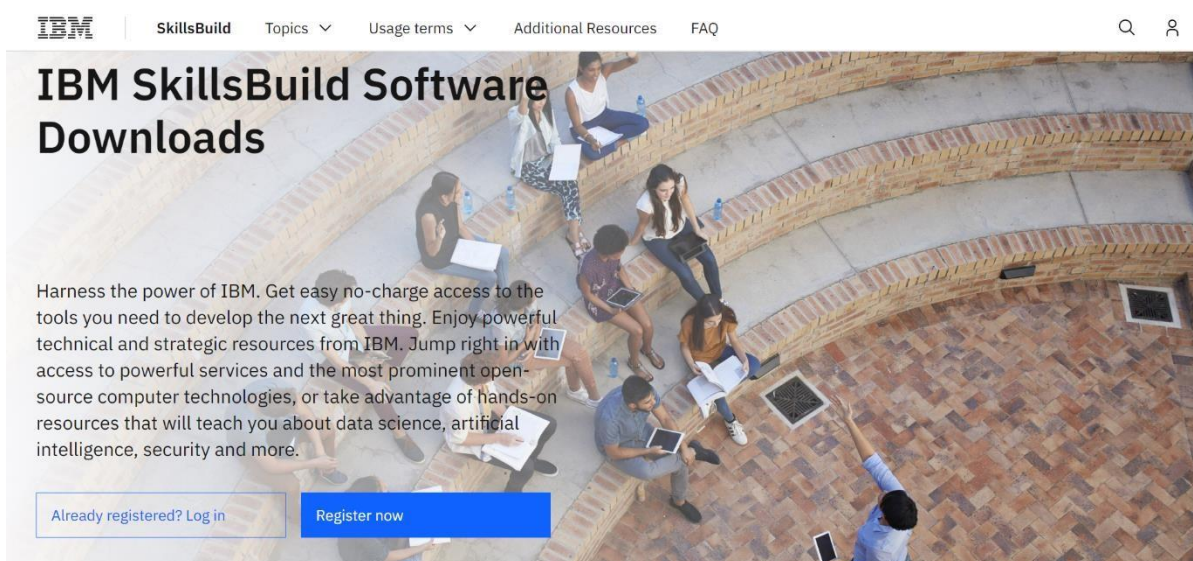 IBM
SkillsBuild Topics Usage terms Additional Resources FAQ
IBM SkillsBuild Software
Downloads
Harness the power of IBM. Get easy no-charge access to the
tools you need to develop the next great thing. Enjoy powerful
technical and strategic resources from IBM. Jump right in with
access to powerful services and the most prominent open-
source computer technologies, or take advantage of hands-on
resources that will teach you about data science, artificial
intelligence, security and more.
Already registered? Log in Register now